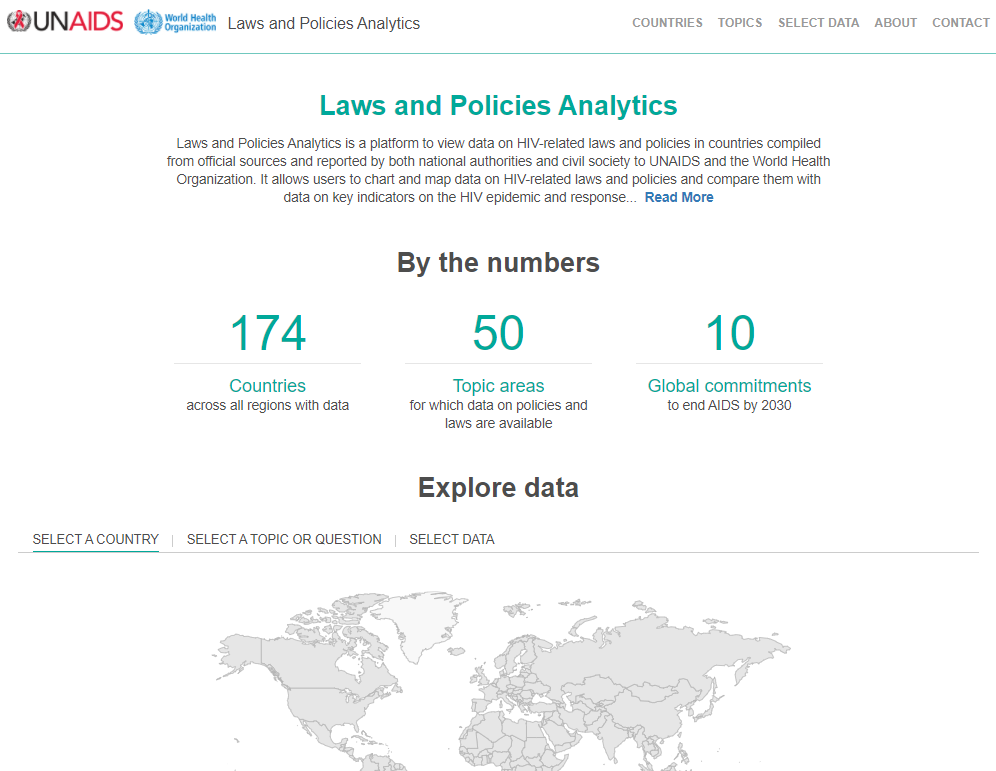 UNAIDS World Health Organization Laws and Policies Analytics COUNTRIES TOPICS SELECT DATA ABOUT CONTACT
Laws and Policies Analytics
Laws and Policies Analytics is a platform to view data on HIV-related laws and policies in countries compiled
from official sources and reported by both national authorities and civil society to UNAIDS and the World Health
Organization. It allows users to chart and map data on HIV-related laws and policies and compare them with
data on key indicators on the HIV epidemic and response... Read More
By the numbers
174
Countries
across all regions with data
50
Topic areas
for which data on policies and
laws are available
10
Global commitments
to end AIDS by 2030
Explore data
SELECT A COUNTRY | SELECT A TOPIC OR QUESTION | SELECT DATA